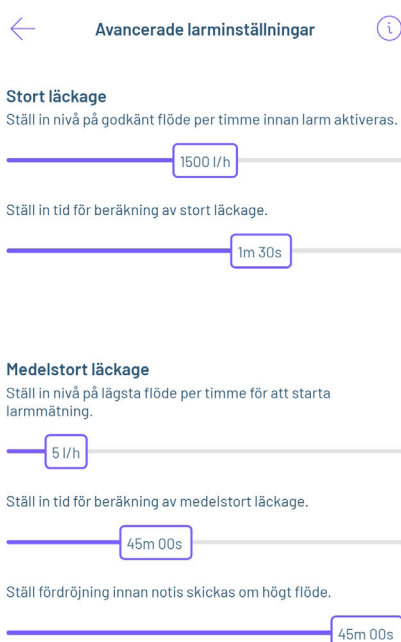 Avancerade larminställningar
Stort läckage
Ställ in nivå på godkänt flöde per timme innan larm aktiveras.
1500 l/h
Ställ in tid för beräkning av stort läckage.
1m 30s
Medelstort läckage
Ställ in nivå på lägsta flöde per timme för att starta
larmmätning.
5 l/h
Ställ in tid för beräkning av medelstort läckage.
45m 00s
Ställ fördröjning innan notis skickas om högt flöde.
45m 00s